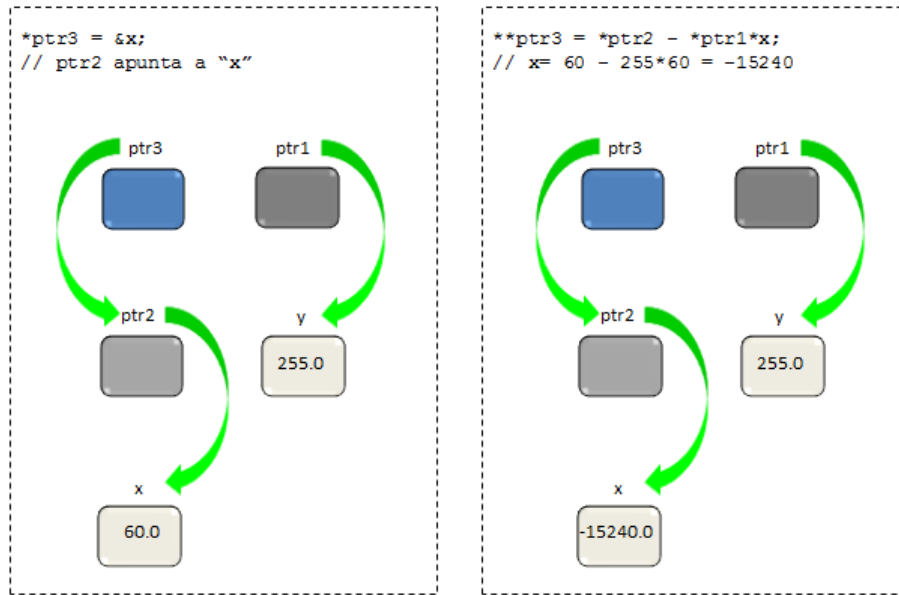 *ptr3 = &x;
// ptr2 apunta a “x”
ptr3
ptr1
ptr2
y
255.0
x
60.0
**ptr3 = *ptr2 - *ptr1*x;
// x= 60 - 255*60 = -15240
ptr3
ptr1
ptr2
y
255.0
x
-15240.0